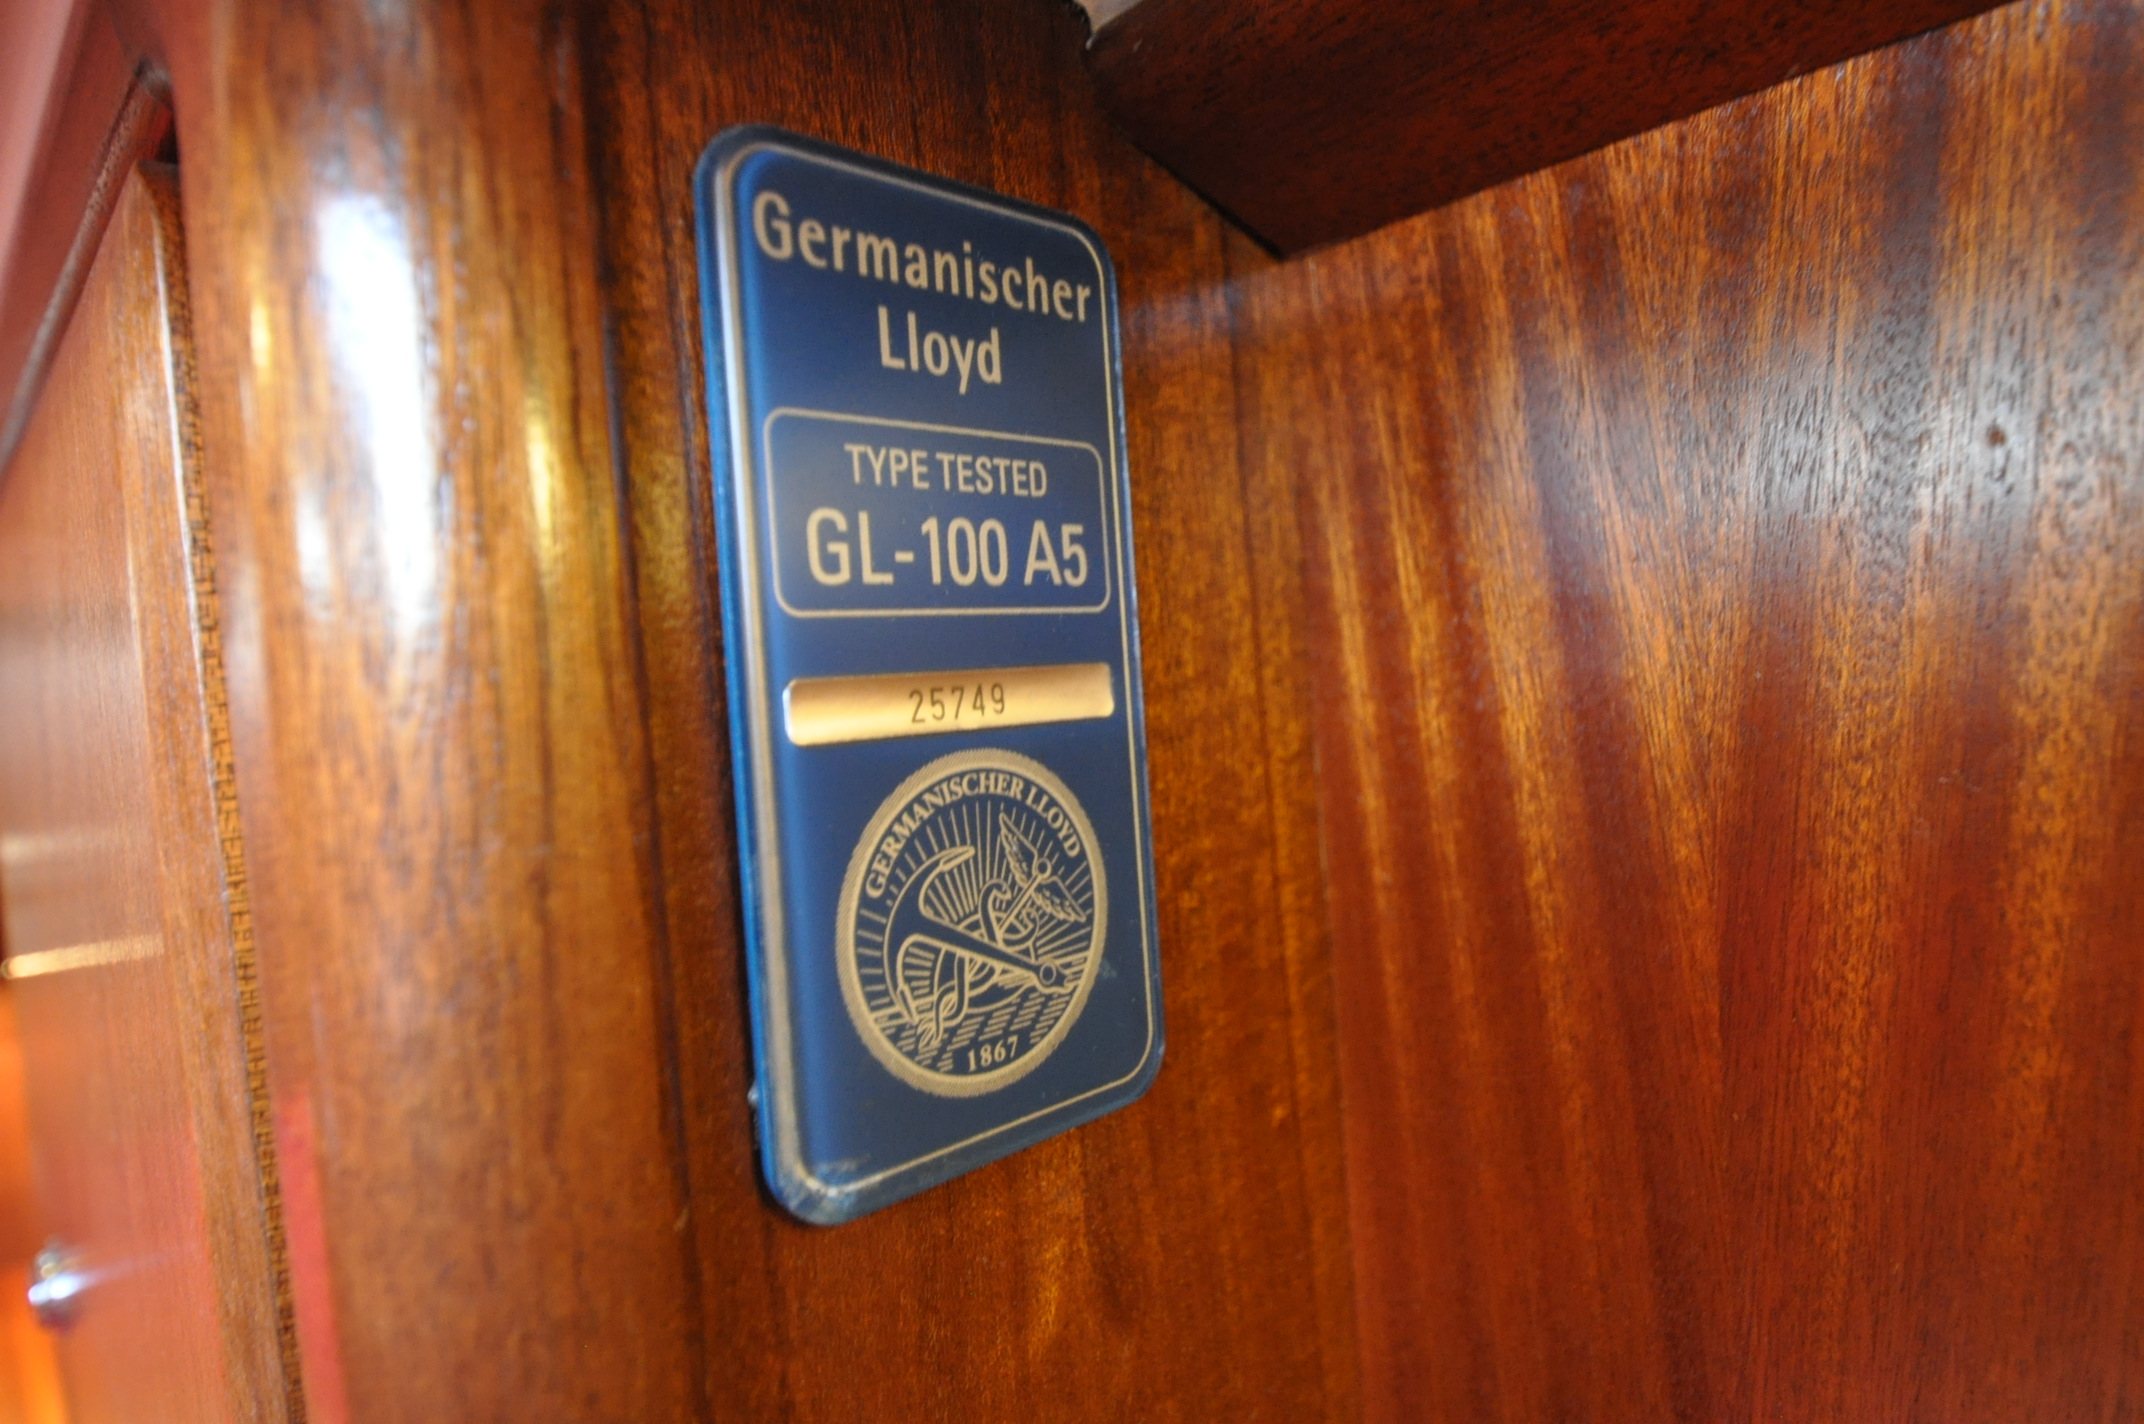 Germanischer
Lloyd
TYPE TESTED
GL-100 A5
25749
GERMANISCHER LLOYD
1867